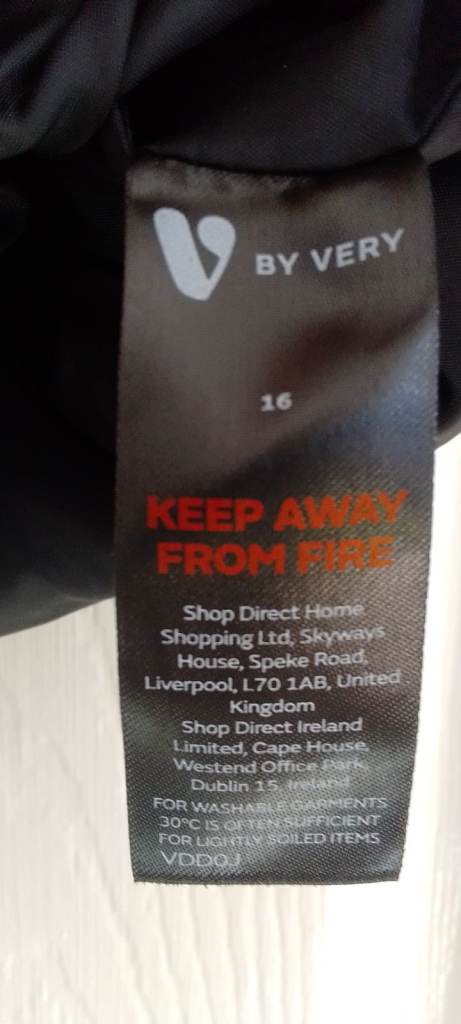 V BY VERY
16
KEEP AWAY
FROM FIRE
Shop Direct Home
Shopping Ltd, Skyways
House, Speke Road,
Liverpool, L70 1AB, United
Kingdom
Shop Direct Ireland
Limited, Cape House,
Westend Office Park,
Dublin 15, Ireland
FOR WASHABLE GARMENTS
30°C IS OFTEN SUFFICIENT
FOR LIGHTLY SOILED ITEMS
VDD0J